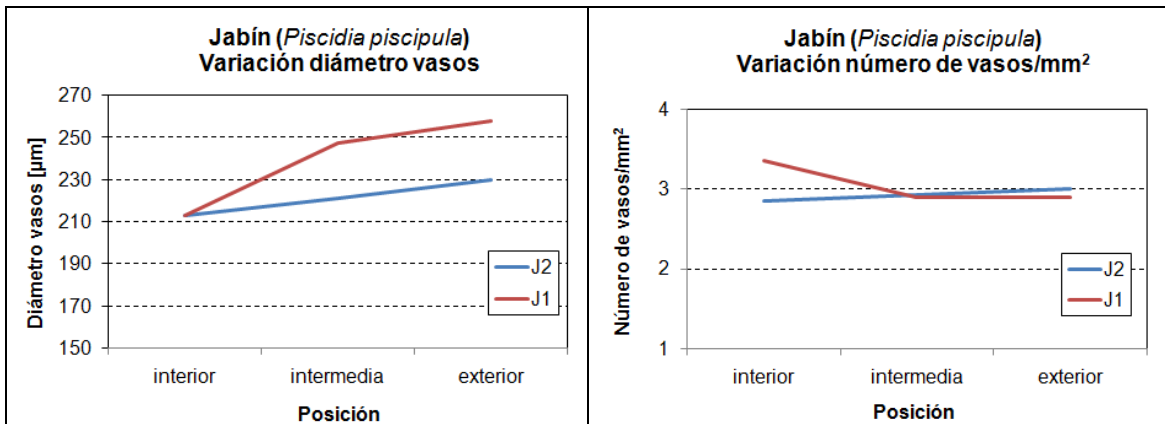 Jabín (Piscidia piscipula)
Variación diámetro vasos
Diámetro vasos [µm]
270
250
230
210
190
170
150
J2
J1
interior intermedia exterior
Posición
Jabín (Piscidia piscipula)
Variación número de vasos/mm²
Número de vasos/mm²
4
3
2
1
J2
J1
interior intermedia exterior
Posición